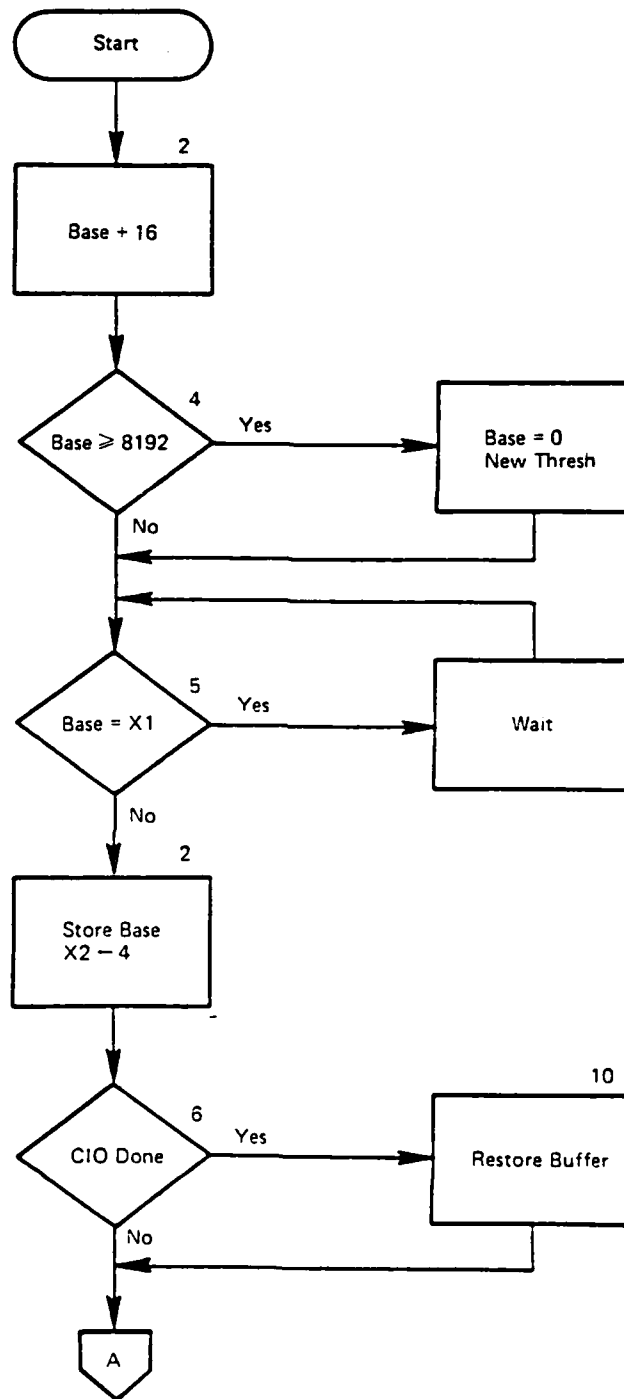 Start
2
Base + 16
4
Base ⩾ 8192
Yes
Base = 0
New Thresh
No
5
Base = X1
Yes
Wait
No
2
Store Base
X2 − 4
10
6
CIO Done
Yes
Restore Buffer
No
A